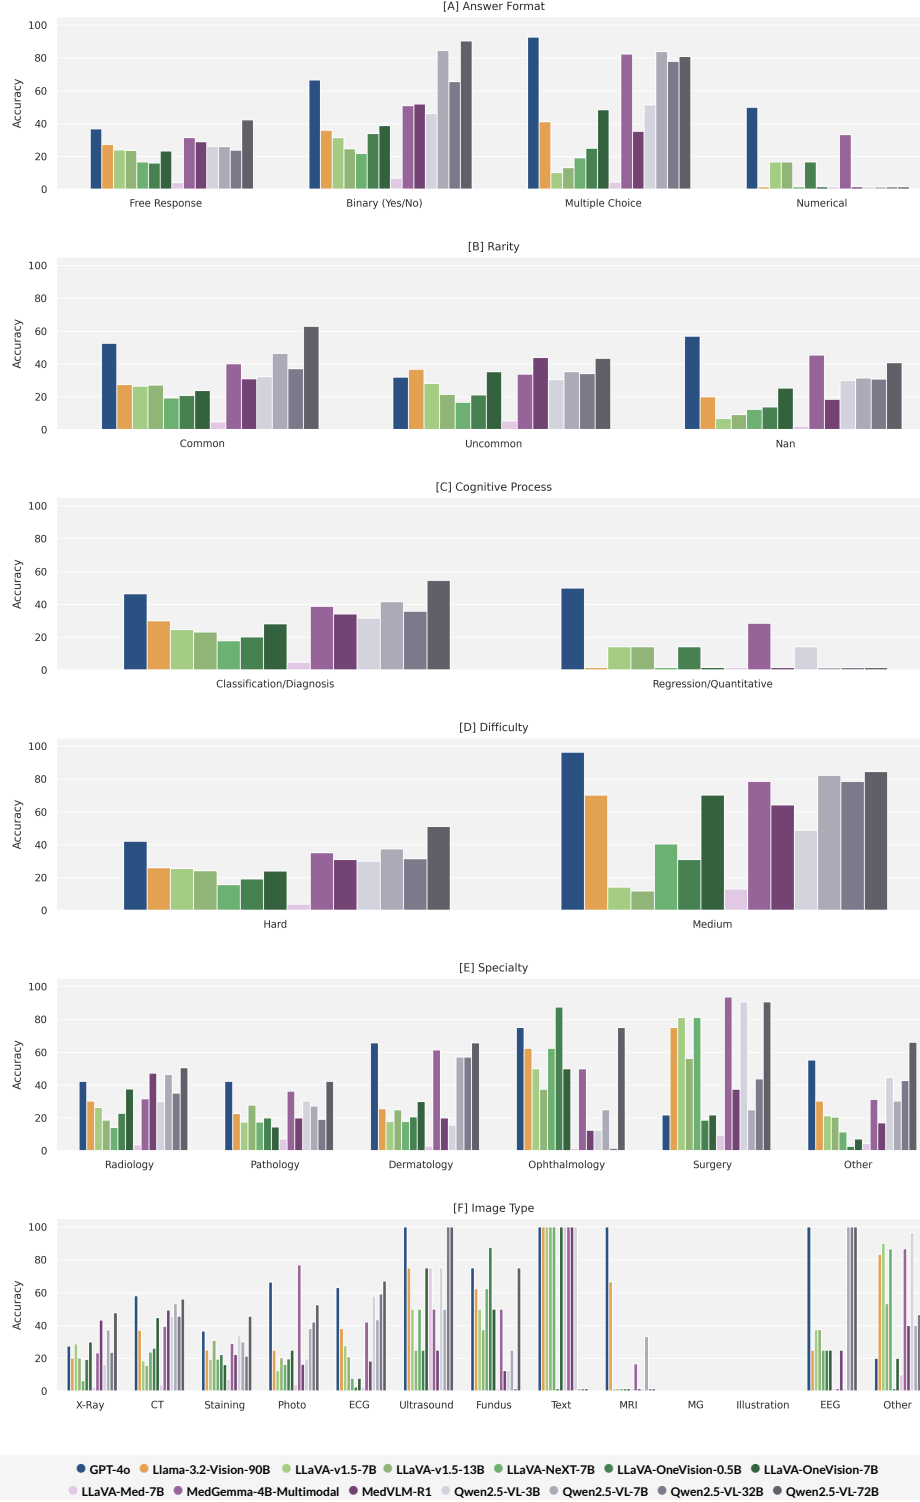 [A] Answer Format
100
80
60
40
20
0
Accuracy
Free Response
Binary (Yes/No)
Multiple Choice
Numerical
[B] Rarity
100
80
60
40
20
0
Accuracy
Common
Uncommon
Nan
[C] Cognitive Process
100
80
60
40
20
0
Accuracy
Classification/Diagnosis
Regression/Quantitative
[D] Difficulty
100
80
60
40
20
0
Accuracy
Hard
Medium
[E] Specialty
100
80
60
40
20
0
Accuracy
Radiology
Pathology
Dermatology
Ophthalmology
Surgery
Other
[F] Image Type
100
80
60
40
20
0
Accuracy
X-Ray
CT
Staining
Photo
ECG
Ultrasound
Fundus
Text
MRI
MG
Illustration
EEG
Other
GPT-4o
Llama-3.2-Vision-90B
LLaVA-v1.5-7B
LLaVA-v1.5-13B
LLaVA-NeXT-7B
LLaVA-OneVision-0.5B
LLaVA-OneVision-7B
LLaVA-Med-7B
MedGemma-4B-Multimodal
MedVLM-R1
Qwen2.5-VL-3B
Qwen2.5-VL-7B
Qwen2.5-VL-32B
Qwen2.5-VL-72B